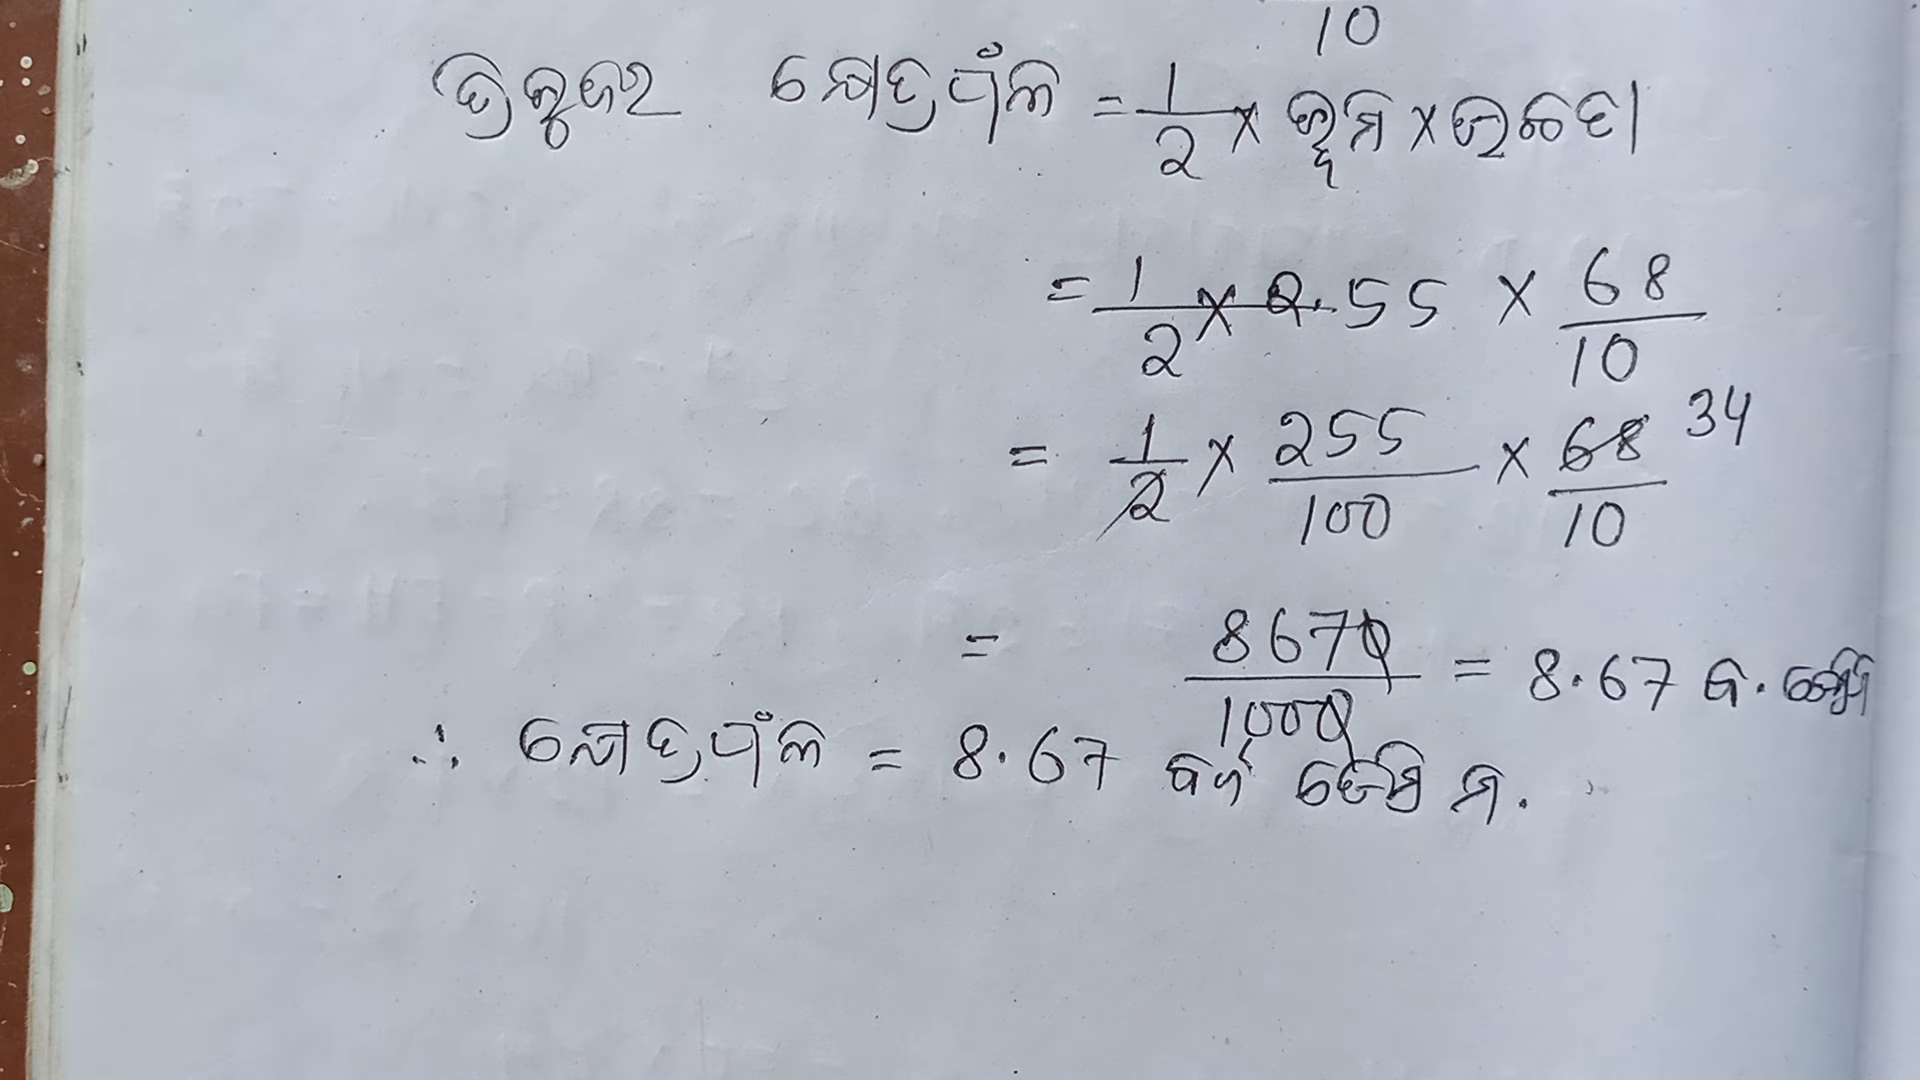 10
ତ୍ରିଭୁଜର କ୍ଷେତ୍ରଫଳ = 1/2 × ଭୂମି × ଉଚ୍ଚତା
= 1/2 × 2.55 × 68/10
= 1/2 × 255/100 × 68/10 34
= 8670/1000 = 8.67 ବ.
∴ କ୍ଷେତ୍ରଫଳ = 8.67 ବର୍ଗ ଡେସି ମି.